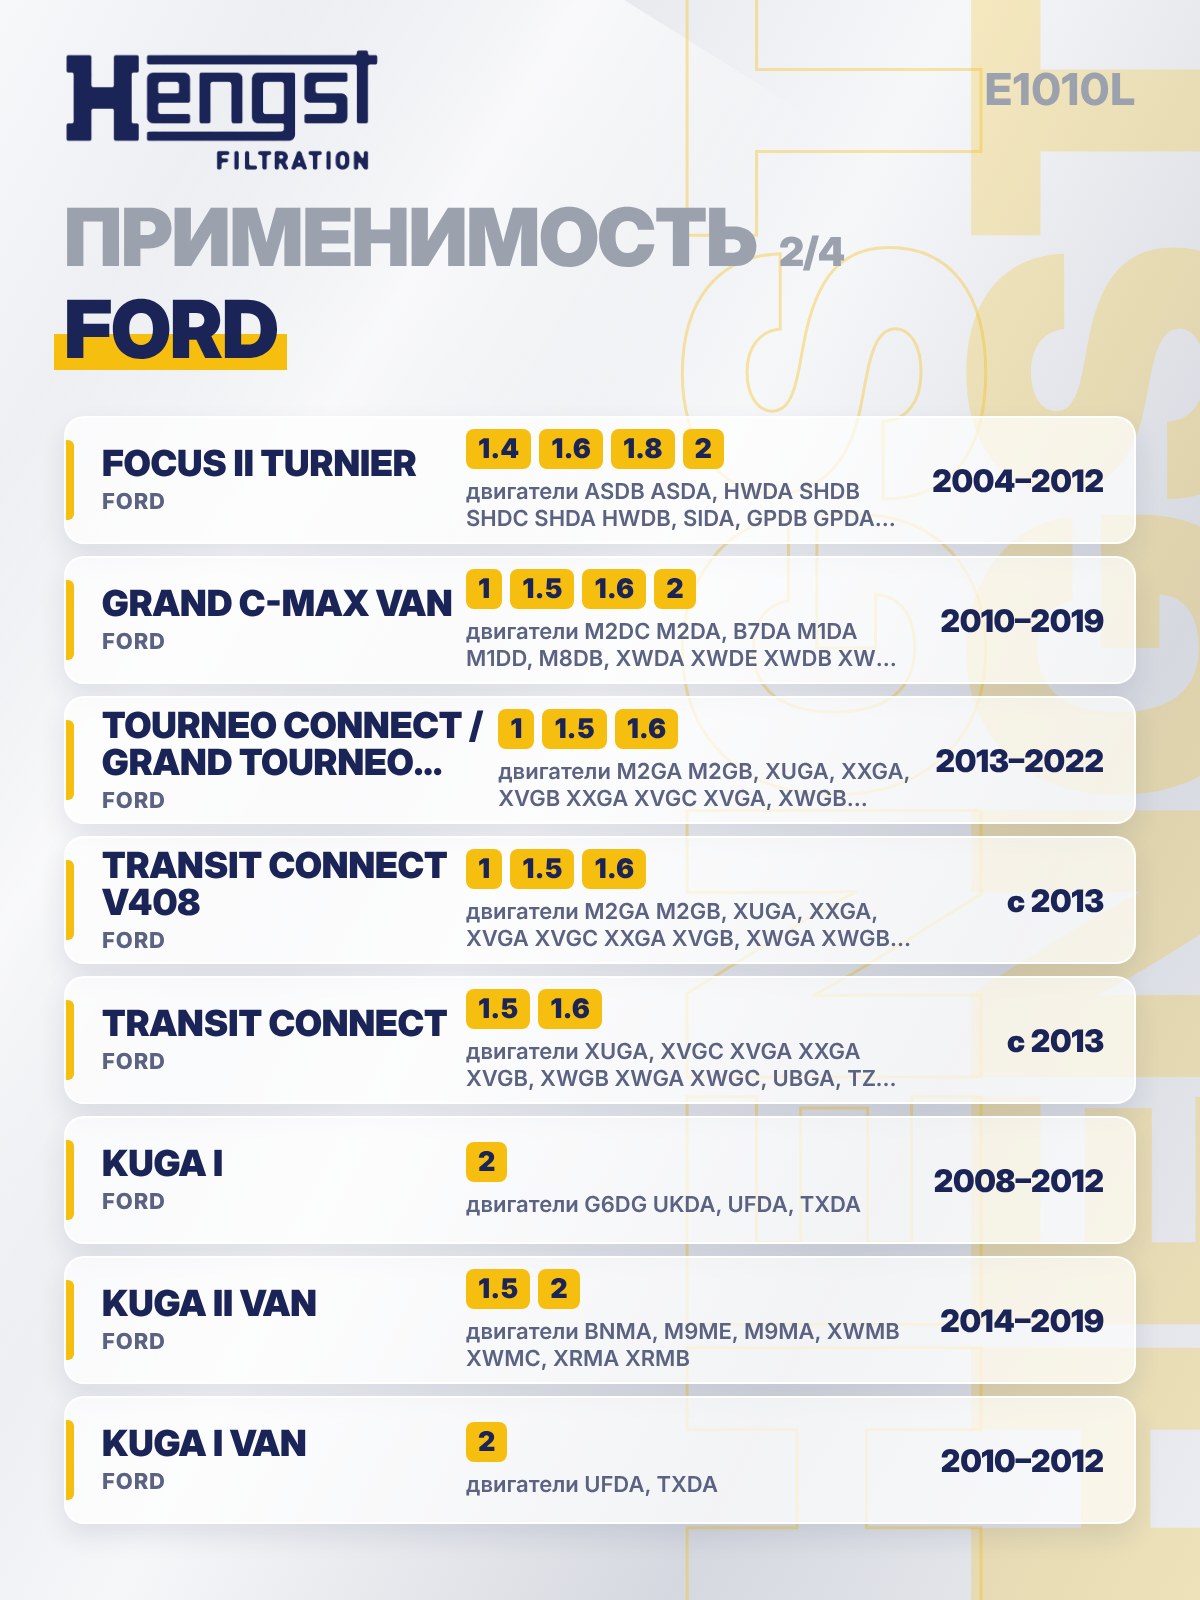 Hengst
FILTRATION
E1010L
ПРИМЕНИМОСТЬ 2/4
FORD
FOCUS II TURNIER
FORD
1.4 1.6 1.8 2
двигатели ASDB ASDA, HWDA SHDB
SHDC SHDA HWDB, SIDA, GPDB GPDA...
2004–2012
GRAND C-MAX VAN
FORD
1 1.5 1.6 2
двигатели M2DC M2DA, B7DA M1DA
M1DD, M8DB, XWDA XWDE XWDB XW...
2010–2019
TOURNEO CONNECT /
GRAND TOURNEO...
FORD
1 1.5 1.6
двигатели M2GA M2GB, XUGA, XXGA,
XVGB XXGA XVGC XVGA, XWGB...
2013–2022
TRANSIT CONNECT
V408
FORD
1 1.5 1.6
двигатели M2GA M2GB, XUGA, XXGA,
XVGA XVGC XXGA XVGB, XWGA XWGB...
с 2013
TRANSIT CONNECT
FORD
1.5 1.6
двигатели XUGA, XVGC XVGA XXGA
XVGB, XWGB XWGA XWGC, UBGA, TZ...
с 2013
KUGA I
FORD
2
двигатели G6DG UKDA, UFDA, TXDA
2008–2012
KUGA II VAN
FORD
1.5 2
двигатели BNMA, M9ME, M9MA, XWMB
XWMC, XRMA XRMB
2014–2019
KUGA I VAN
FORD
2
двигатели UFDA, TXDA
2010–2012
HENGST
HENGST